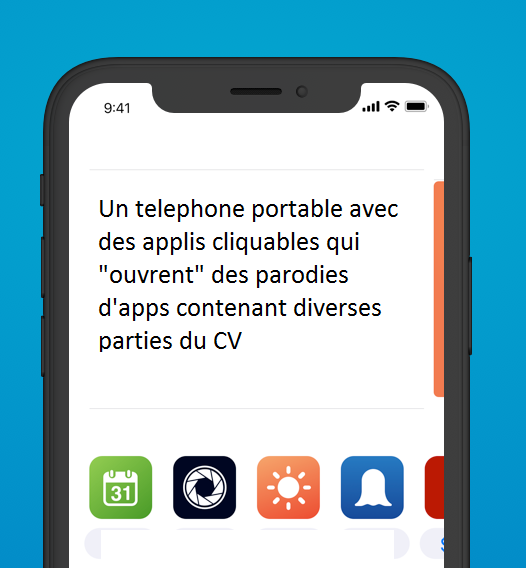 9:41
Un telephone portable avec
des applis cliquables qui
"ouvrent" des parodies
d'apps contenant diverses
parties du CV
31